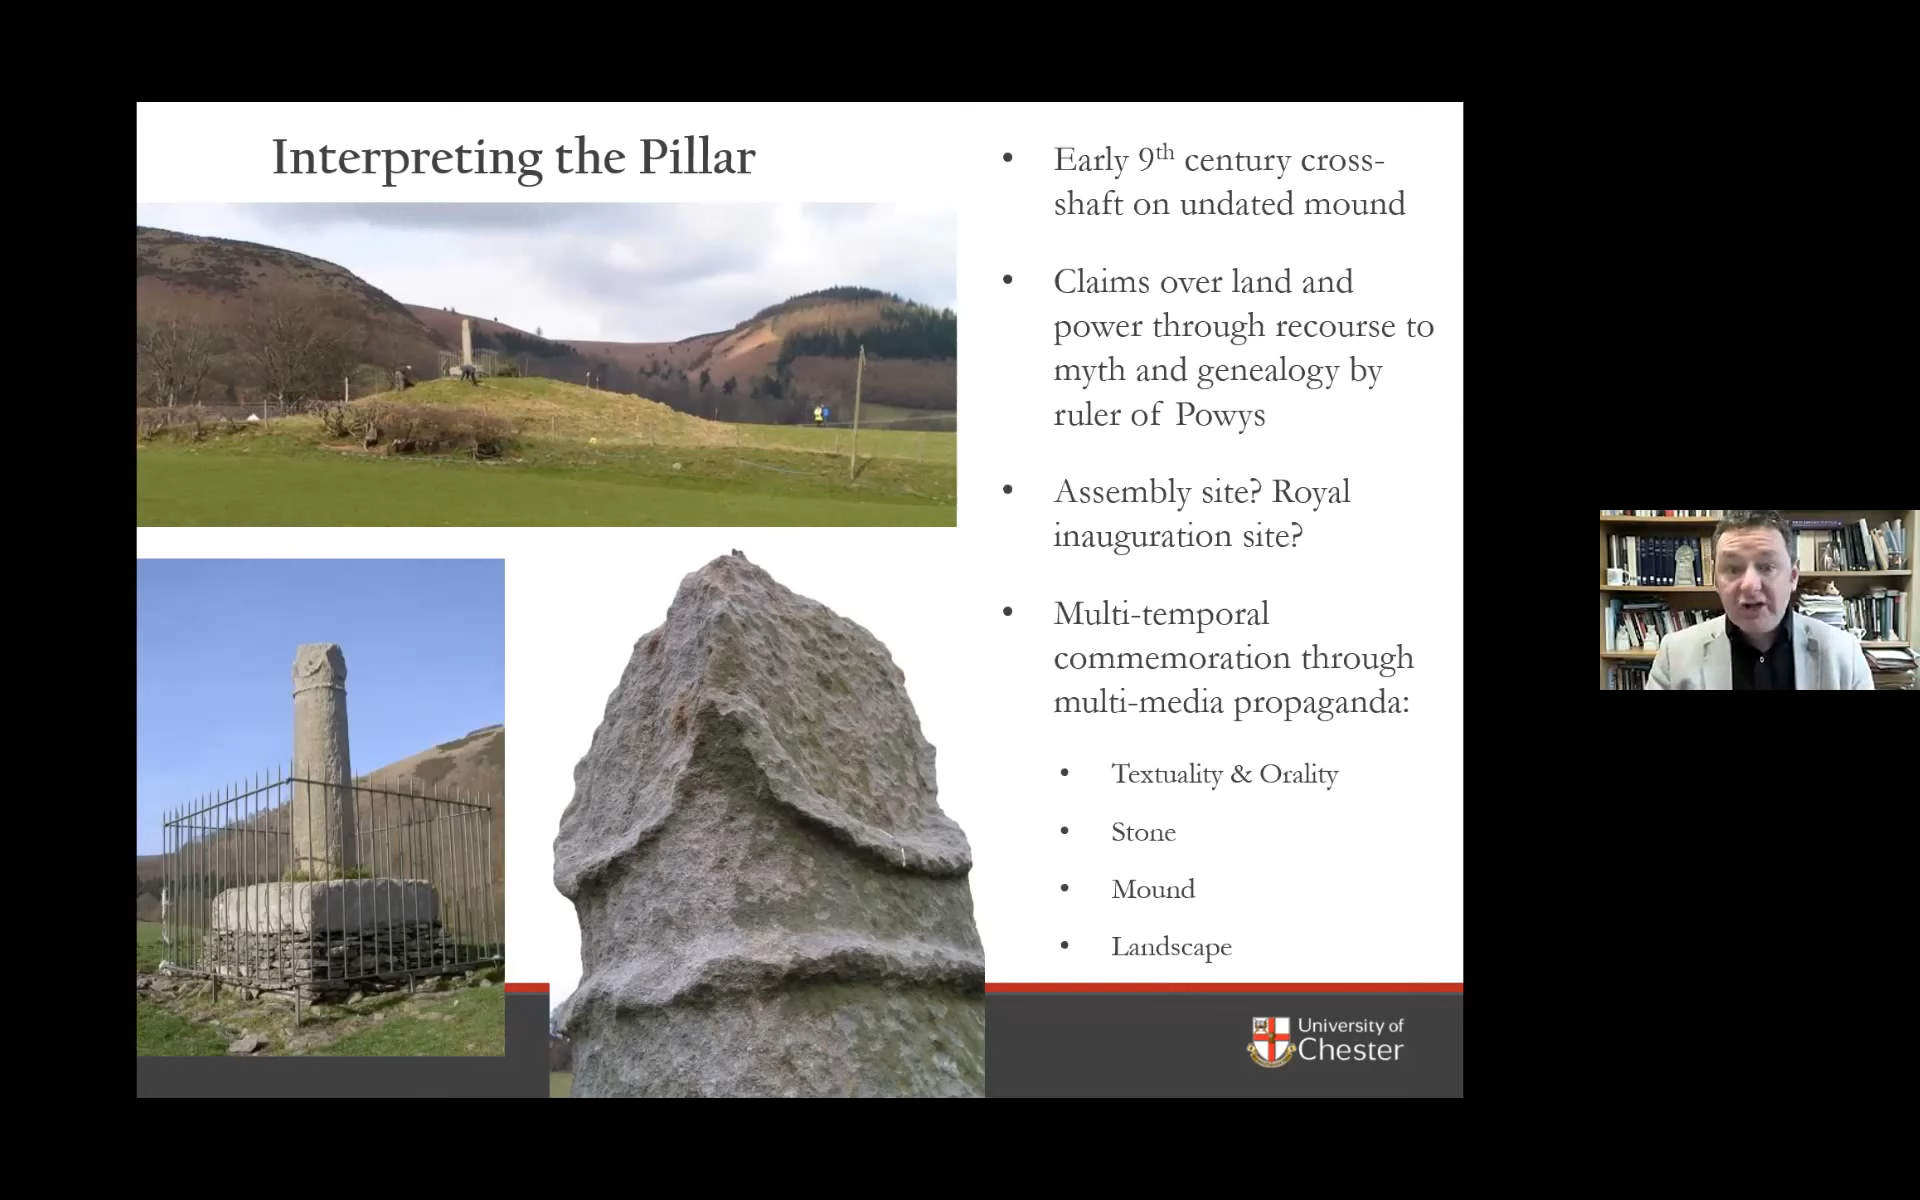 Interpreting the Pillar
• Early 9th century cross-
shaft on undated mound
• Claims over land and
power through recourse to
myth and genealogy by
ruler of Powys
• Assembly site? Royal
inauguration site?
• Multi-temporal
commemoration through
multi-media propaganda:
• Textuality & Orality
• Stone
• Mound
• Landscape
University of
Chester